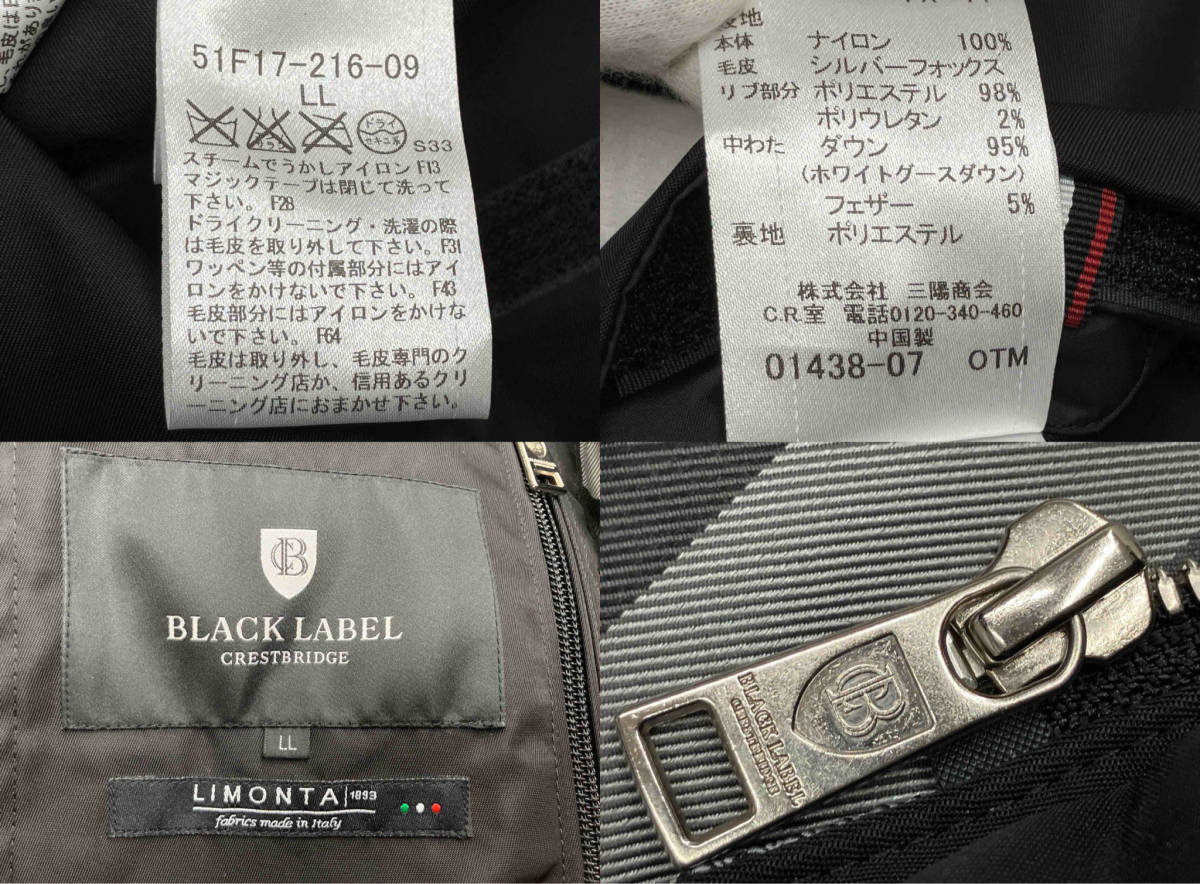 51F17-216-09
LL
ドライ
セキユ系
S33
スチームでうかしアイロン F13
マジックテープは閉じて洗って
下さい。F28
ドライクリーニング・洗濯の際
は毛皮を取り外して下さい。F31
ワッペン等の付属部分にはアイ
ロンをかけないで下さい。F43
毛皮部分にはアイロンをかけな
いで下さい。F64
毛皮は取り外し、毛皮専門のク
リーニング店か、信用あるクリ
ーニング店におまかせ下さい。
表地
本体 ナイロン 100%
毛皮 シルバーフォックス
リブ部分 ポリエステル 98%
ポリウレタン 2%
中わた ダウン 95%
(ホワイトグースダウン)
フェザー 5%
裏地 ポリエステル
株式会社 三陽商会
C.R.室 電話0120-340-460
中国製
01438-07 OTM
CB
BLACK LABEL
CRESTBRIDGE
LL
LIMONTA 1893
fabrics made in Italy
CB
BLACK LABEL
CRESTBRIDGE